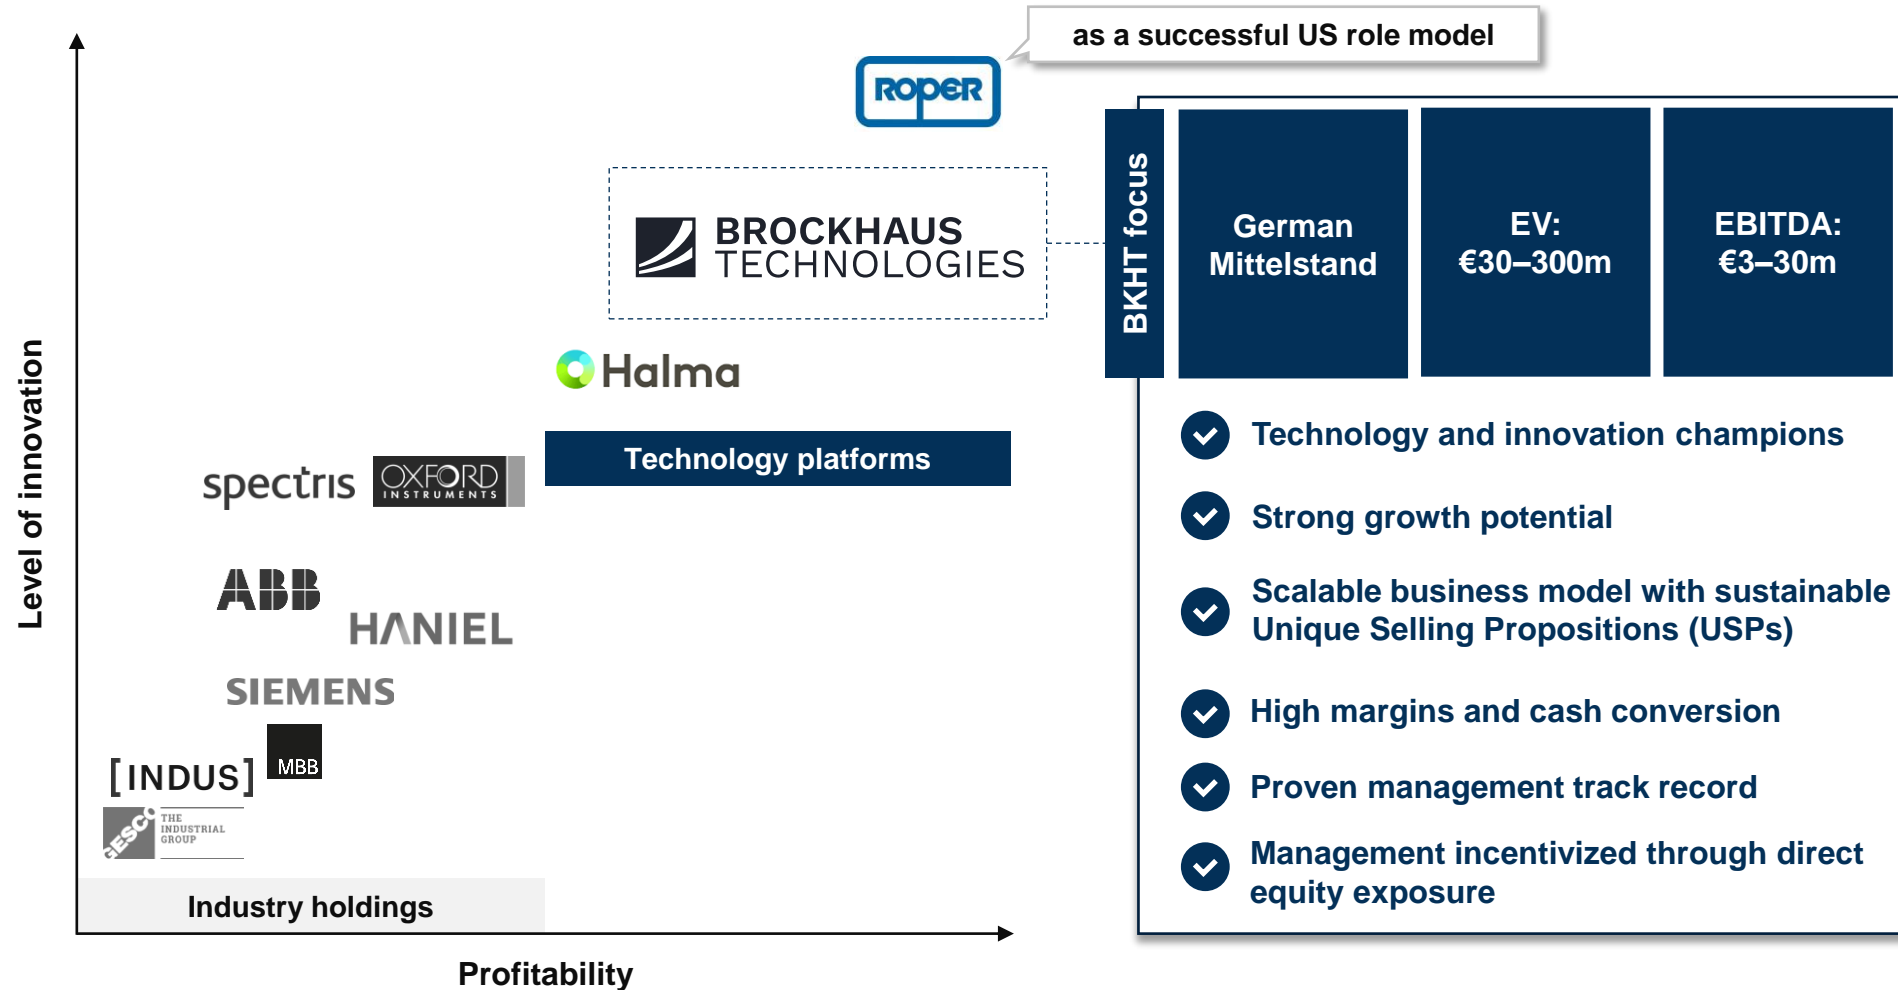 as a successful US role model
ROPER
BROCKHAUS
TECHNOLOGIES
Halma
Technology platforms
spectris
OXFORD
INSTRUMENTS
ABB
HANIEL
SIEMENS
MBB
[INDUS]
GESCO
THE
INDUSTRIAL
GROUP
Industry holdings
Level of innovation
Profitability
BKHT focus
German
Mittelstand
EV:
€30–300m
EBITDA:
€3–30m
Technology and innovation champions
Strong growth potential
Scalable business model with sustainable
Unique Selling Propositions (USPs)
High margins and cash conversion
Proven management track record
Management incentivized through direct
equity exposure